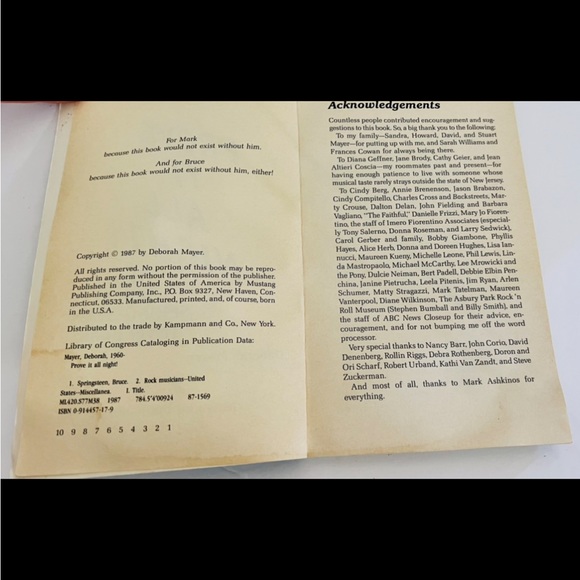 For Mark
because this book would not exist without him.
And for Bruce
because this book would not exist without him, either!
Copyright © 1987 by Deborah Mayer.
All rights reserved. No portion of this book may be repro-
duced in any form without the permission of the publisher.
Published in the United States of America by Mustang
Publishing Company, Inc., P.O. Box 9327, New Haven, Con-
necticut, 06533. Manufactured, printed, and, of course, born
in the U.S.A.
Distributed to the trade by Kampmann and Co., New York.
Library of Congress Cataloging in Publication Data:
Mayer, Deborah, 1960-
Prove it all night!
1. Springsteen, Bruce. 2. Rock musicians—United
States—Miscellanea. I. Title.
ML420.S77M38 1987 784.5'4'00924 87-1569
ISBN 0-914457-17-9
10 9 8 7 6 5 4 3 2 1
Acknowledgements
Countless people contributed encouragement and sug-
gestions to this book. So, a big thank you to the following:
To my family—Sandra, Howard, David, and Stuart
Mayer—for putting up with me, and Sarah Williams and
Frances Cowan for always being there.
To Diana Geffner, Jane Brody, Cathy Geier, and Jean
Altieri Coscia—my roommates past and present—for
having enough patience to live with someone whose
musical taste rarely strays outside the state of New Jersey.
To Cindy Berg, Annie Brenenson, Jason Brabazon,
Cindy Compitello, Charles Cross and Backstreets, Mar-
ty Crouse, Dalton Delan, John Fielding and Barbara
Vagliano, "The Faithful," Danielle Frizzi, Mary Jo Fioren-
tino, the staff of Imero Fiorentino Associates (especial-
ly Tony Salerno, Donna Roseman, and Larry Sedwick),
Carol Gerber and family, Bobby Giambone, Phyllis
Hayes, Alice Herb, Donna and Doreen Hughes, Lisa Ian-
nucci, Maureen Kueny, Michelle Leone, Phil Lewis, Lin-
da Mastropaolo, Michael McCarthy, Lee Mrowicki and
the Pony, Dulcie Neiman, Bert Padell, Debbie Elbin Pen-
china, Janine Pietrucha, Leela Pitenis, Jim Ryan, Arlen
Schumer, Matty Stragazzi, Mark Tatelman, Maureen
Vanterpool, Diane Wilkinson, The Asbury Park Rock 'n
Roll Museum (Stephen Bumball and Billy Smith), and
the staff of ABC News Closeup for their advice, en-
couragement, and for not bumping me off the word
processor.
Very special thanks to Nancy Barr, John Corio, David
Denenberg, Rollin Riggs, Debra Rothenberg, Doron and
Ori Scharf, Robert Urband, Kathi Van Zandt, and Steve
Zuckerman.
And most of all, thanks to Mark Ashkinos for
everything.